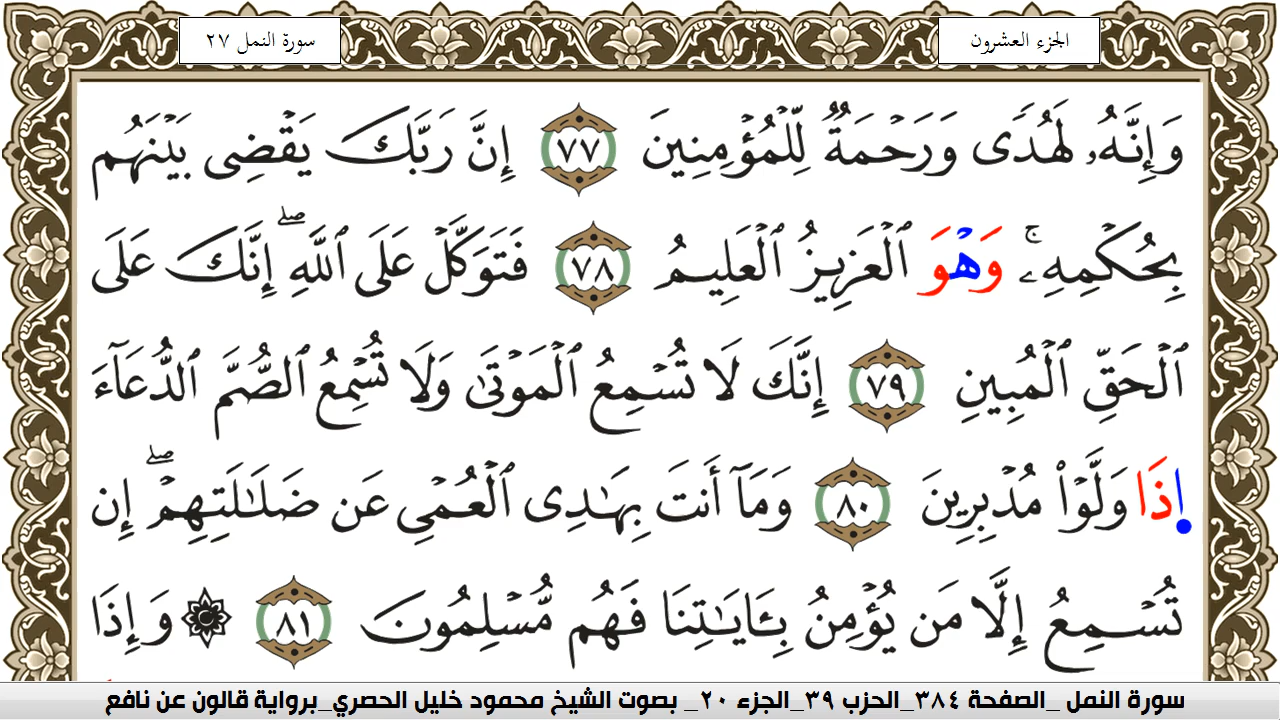 الجزء العشرون
سورة النمل ٢٧
وَإِنَّهُۥ لَهُدًى وَرَحْمَةٌ لِّلْمُؤْمِنِينَ ٧٧ إِنَّ رَبَّكَ يَقْضِى بَيْنَهُم
بِحُكْمِهِۦ ۚ وَهْوَ ٱلْعَزِيزُ ٱلْعَلِيمُ ٧٨ فَتَوَكَّلْ عَلَى ٱللَّهِ ۖ إِنَّكَ عَلَى
ٱلْحَقِّ ٱلْمُبِينِ ٧٩ إِنَّكَ لَا تُسْمِعُ ٱلْمَوْتَىٰ وَلَا تُسْمِعُ ٱلصُّمَّ ٱلدُّعَآءَ
اِذَا وَلَّوْا۟ مُدْبِرِينَ ٨٠ وَمَآ أَنتَ بِهَـٰدِى ٱلْعُمْىِ عَن ضَلَـٰلَتِهِمْ ۖ إِن
تُسْمِعُ إِلَّا مَن يُؤْمِنُ بِـَٔايَـٰتِنَا فَهُم مُّسْلِمُونَ ٨١ ۞ وَإِذَا
سورة النمل _الصفحة ٣٨٤_الحزب ٣٩_الجزء ٢٠_ بصوت الشيخ محمود خليل الحصري_برواية قالون عن نافع